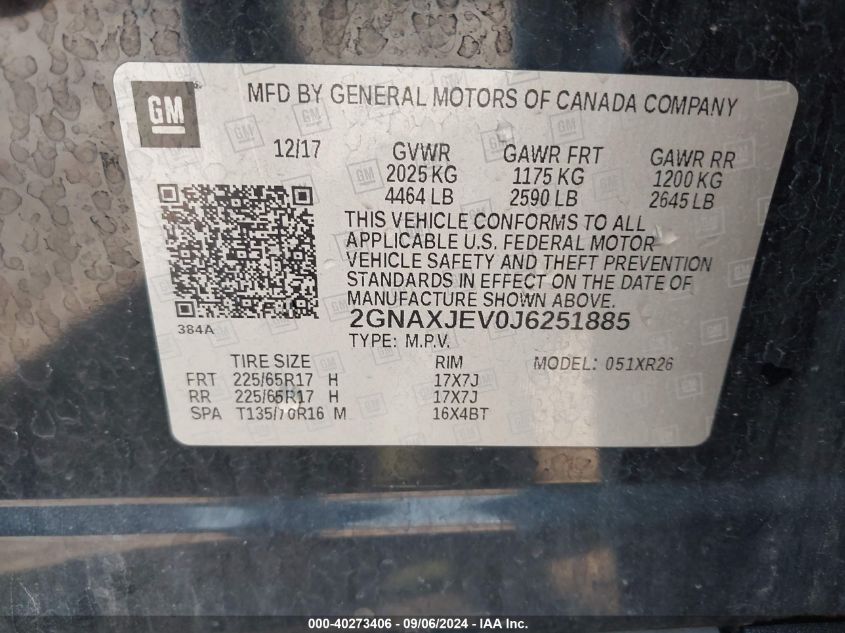 GM
MFD BY GENERAL MOTORS OF CANADA COMPANY
12/17 GVWR GAWR FRT GAWR RR
2025 KG 1175 KG 1200 KG
4464 LB 2590 LB 2645 LB
THIS VEHICLE CONFORMS TO ALL
APPLICABLE U.S. FEDERAL MOTOR
VEHICLE SAFETY AND THEFT PREVENTION
STANDARDS IN EFFECT ON THE DATE OF
MANUFACTURE SHOWN ABOVE.
384A 2GNAXJEV0J6251885
TYPE: M.P.V.
TIRE SIZE RIM MODEL: 051XR26
FRT 225/65R17 H 17X7J
RR 225/65R17 H 17X7J
SPA T135/70R16 M 16X4BT
000-40273406 - 09/06/2024 - IAA Inc.